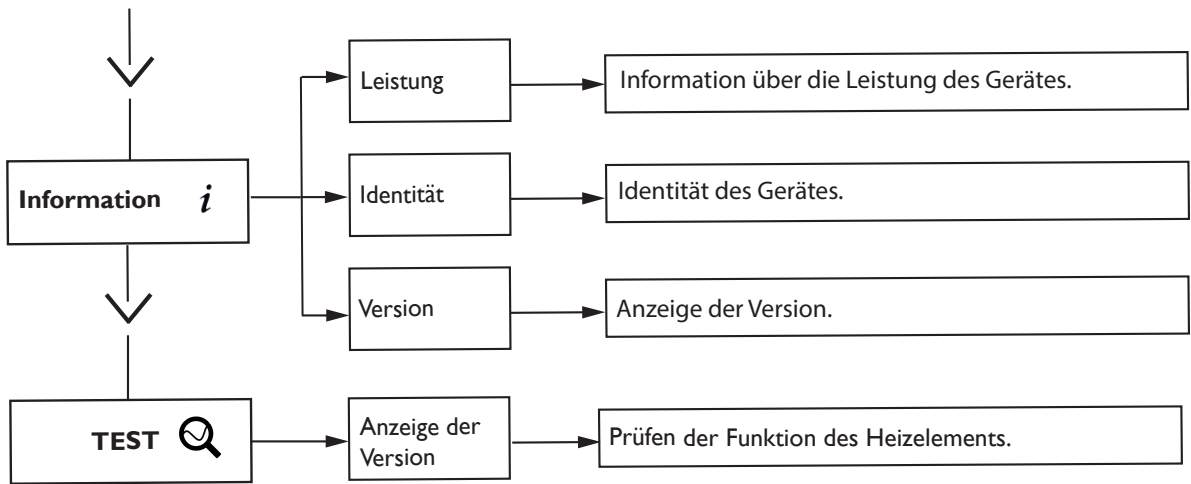 Leistung
Information über die Leistung des Gerätes.
Information i
Identität
Identität des Gerätes.
Version
Anzeige der Version.
TEST
Anzeige der
Version
Prüfen der Funktion des Heizelements.